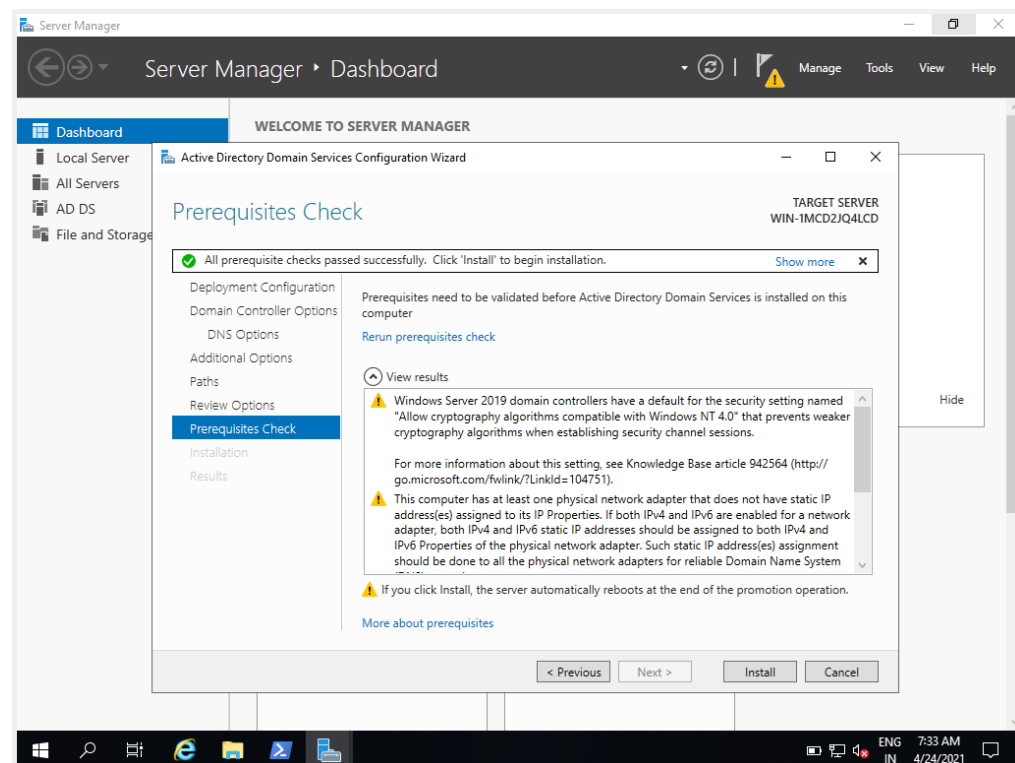 Server Manager
Server Manager • Dashboard
Manage Tools View Help
Dashboard
Local Server
All Servers
AD DS
File and Storage
WELCOME TO SERVER MANAGER
Active Directory Domain Services Configuration Wizard
Prerequisites Check
TARGET SERVER
WIN-1MCD2JQ4LCD
All prerequisite checks passed successfully. Click 'Install' to begin installation.
Show more
Deployment Configuration
Domain Controller Options
DNS Options
Additional Options
Paths
Review Options
Prerequisites Check
Installation
Results
Prerequisites need to be validated before Active Directory Domain Services is installed on this
computer
Rerun prerequisites check
View results
Windows Server 2019 domain controllers have a default for the security setting named
"Allow cryptography algorithms compatible with Windows NT 4.0" that prevents weaker
cryptography algorithms when establishing security channel sessions.
For more information about this setting, see Knowledge Base article 942564 (http://
go.microsoft.com/fwlink/?LinkId=104751).
This computer has at least one physical network adapter that does not have static IP
address(es) assigned to its IP Properties. If both IPv4 and IPv6 are enabled for a network
adapter, both IPv4 and IPv6 static IP addresses should be assigned to both IPv4 and
IPv6 Properties of the physical network adapter. Such static IP address(es) assignment
should be done to all the physical network adapters for reliable Domain Name System
If you click Install, the server automatically reboots at the end of the promotion operation.
More about prerequisites
< Previous
Next >
Install
Cancel
Hide
ENG
IN
7:33 AM
4/24/2021